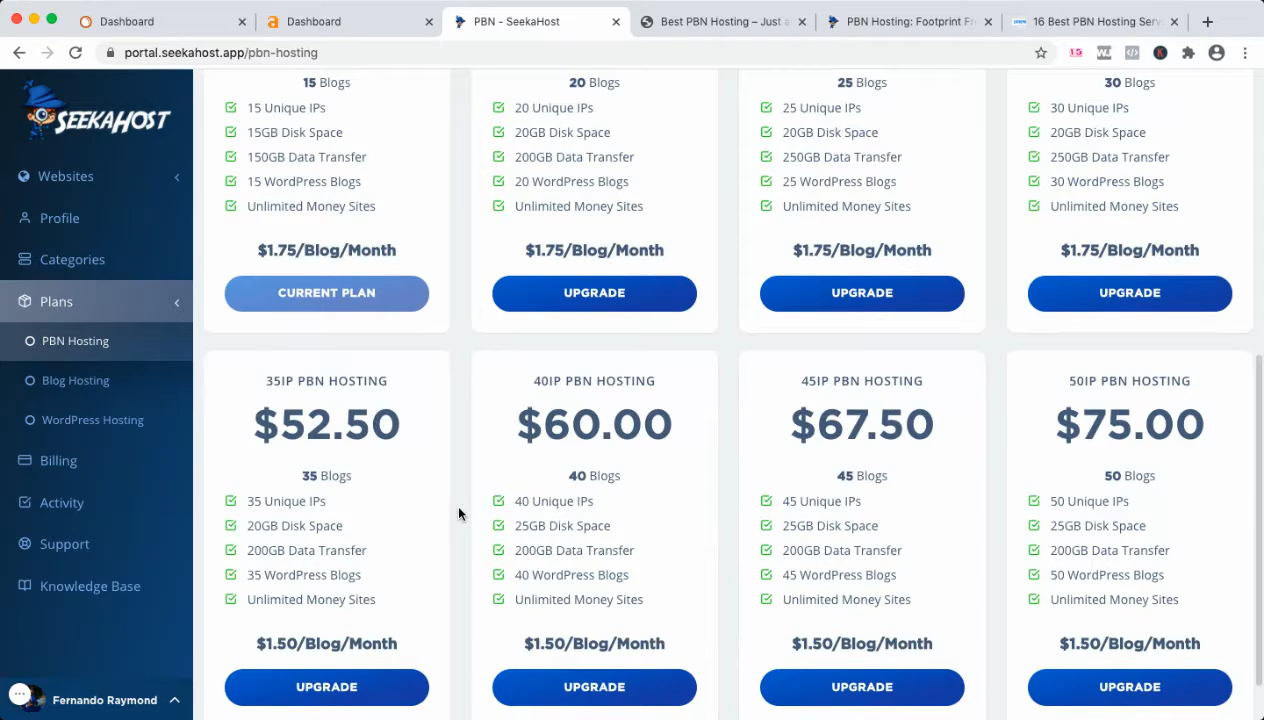 Dashboard
Dashboard
PBN - SeekaHost
Best PBN Hosting – Just a
PBN Hosting: Footprint Fr
16 Best PBN Hosting Serv
portal.seekahost.app/pbn-hosting
SEEKAHOST
Websites
Profile
Categories
Plans
PBN Hosting
Blog Hosting
WordPress Hosting
Billing
Activity
Support
Knowledge Base
Fernando Raymond
15 Blogs
15 Unique IPs
15GB Disk Space
150GB Data Transfer
15 WordPress Blogs
Unlimited Money Sites
$1.75/Blog/Month
CURRENT PLAN
20 Blogs
20 Unique IPs
20GB Disk Space
200GB Data Transfer
20 WordPress Blogs
Unlimited Money Sites
$1.75/Blog/Month
UPGRADE
25 Blogs
25 Unique IPs
20GB Disk Space
250GB Data Transfer
25 WordPress Blogs
Unlimited Money Sites
$1.75/Blog/Month
UPGRADE
30 Blogs
30 Unique IPs
20GB Disk Space
250GB Data Transfer
30 WordPress Blogs
Unlimited Money Sites
$1.75/Blog/Month
UPGRADE
35IP PBN HOSTING
$52.50
35 Blogs
35 Unique IPs
20GB Disk Space
200GB Data Transfer
35 WordPress Blogs
Unlimited Money Sites
$1.50/Blog/Month
UPGRADE
40IP PBN HOSTING
$60.00
40 Blogs
40 Unique IPs
25GB Disk Space
200GB Data Transfer
40 WordPress Blogs
Unlimited Money Sites
$1.50/Blog/Month
UPGRADE
45IP PBN HOSTING
$67.50
45 Blogs
45 Unique IPs
25GB Disk Space
200GB Data Transfer
45 WordPress Blogs
Unlimited Money Sites
$1.50/Blog/Month
UPGRADE
50IP PBN HOSTING
$75.00
50 Blogs
50 Unique IPs
25GB Disk Space
200GB Data Transfer
50 WordPress Blogs
Unlimited Money Sites
$1.50/Blog/Month
UPGRADE